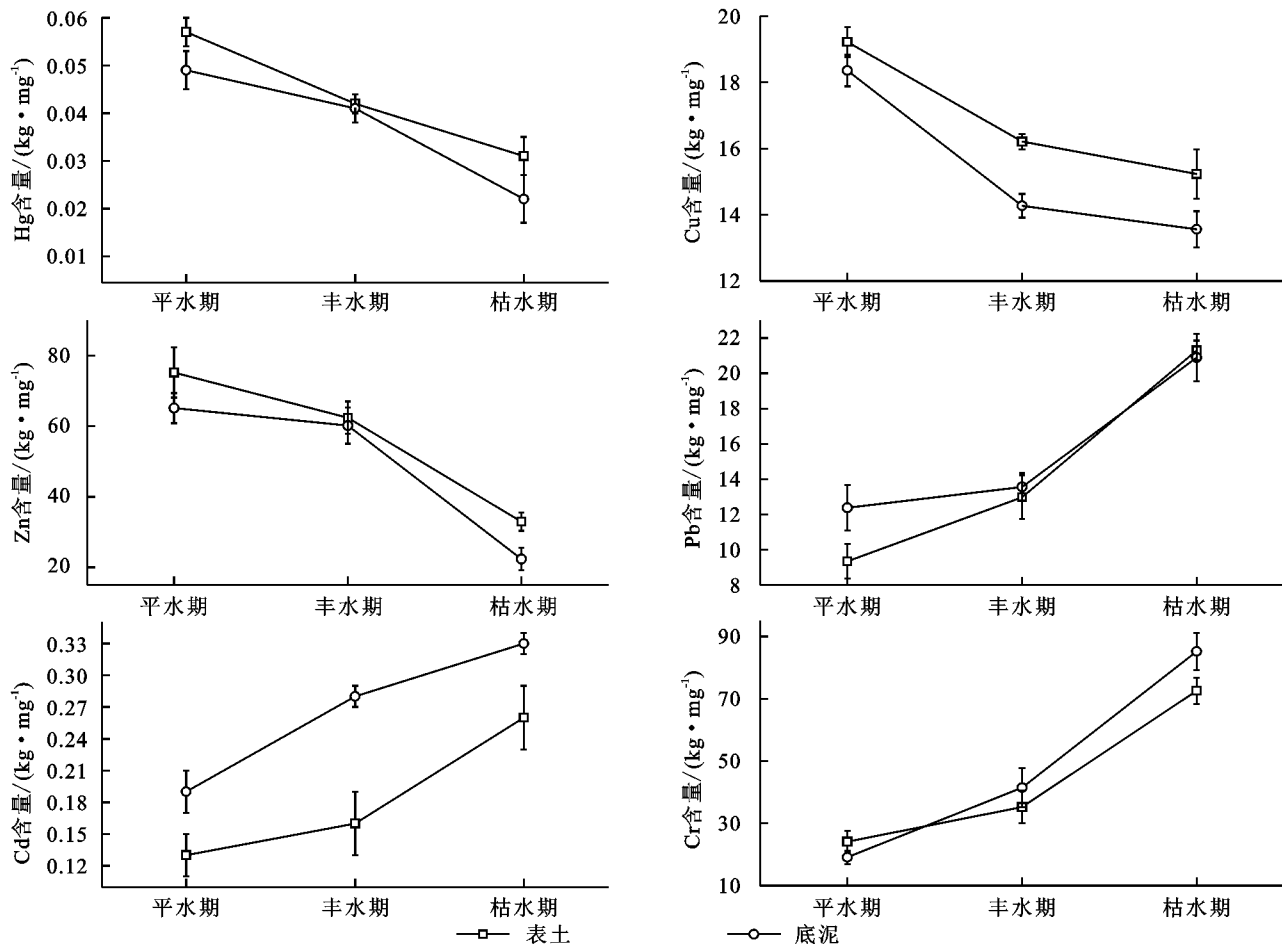 Hg含量/(kg·mg⁻¹)
0.06
0.05
0.04
0.03
0.02
0.01
平水期 丰水期 枯水期
Cu含量/(kg·mg⁻¹)
20
18
16
14
12
平水期 丰水期 枯水期
Zn含量/(kg·mg⁻¹)
80
60
40
20
平水期 丰水期 枯水期
Pb含量/(kg·mg⁻¹)
22
20
18
16
14
12
10
8
平水期 丰水期 枯水期
Cd含量/(kg·mg⁻¹)
0.33
0.30
0.27
0.24
0.21
0.18
0.15
0.12
平水期 丰水期 枯水期
Cr含量/(kg·mg⁻¹)
90
70
50
30
10
平水期 丰水期 枯水期
表土 底泥